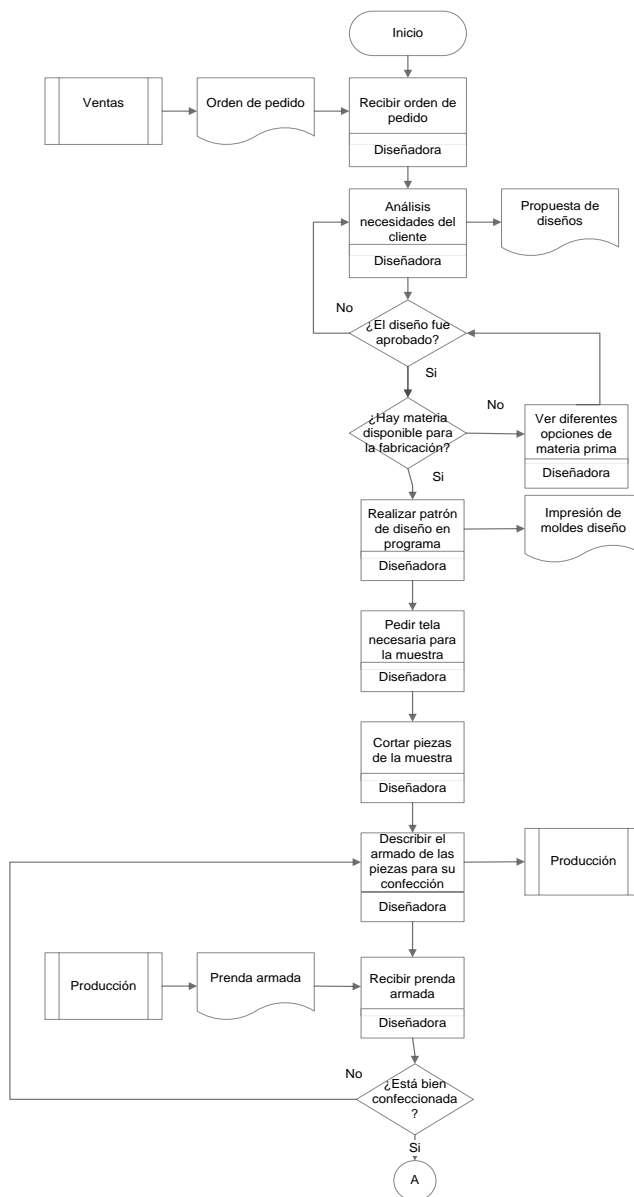 Inicio
Ventas
Orden de pedido
Recibir orden de
pedido
Diseñadora
Análisis
necesidades del
cliente
Diseñadora
Propuesta de
diseños
No
¿El diseño fue
aprobado?
Si
¿Hay materia
disponible para
la fabricación?
No
Ver diferentes
opciones de
materia prima
Diseñadora
Si
Realizar patrón
de diseño en
programa
Diseñadora
Impresión de
moldes diseño
Pedir tela
necesaria para
la muestra
Diseñadora
Cortar piezas
de la muestra
Diseñadora
Describir el
armado de las
piezas para su
confección
Diseñadora
Producción
Producción
Prenda armada
Recibir prenda
armada
Diseñadora
No
¿Está bien
confeccionada
?
Si
A